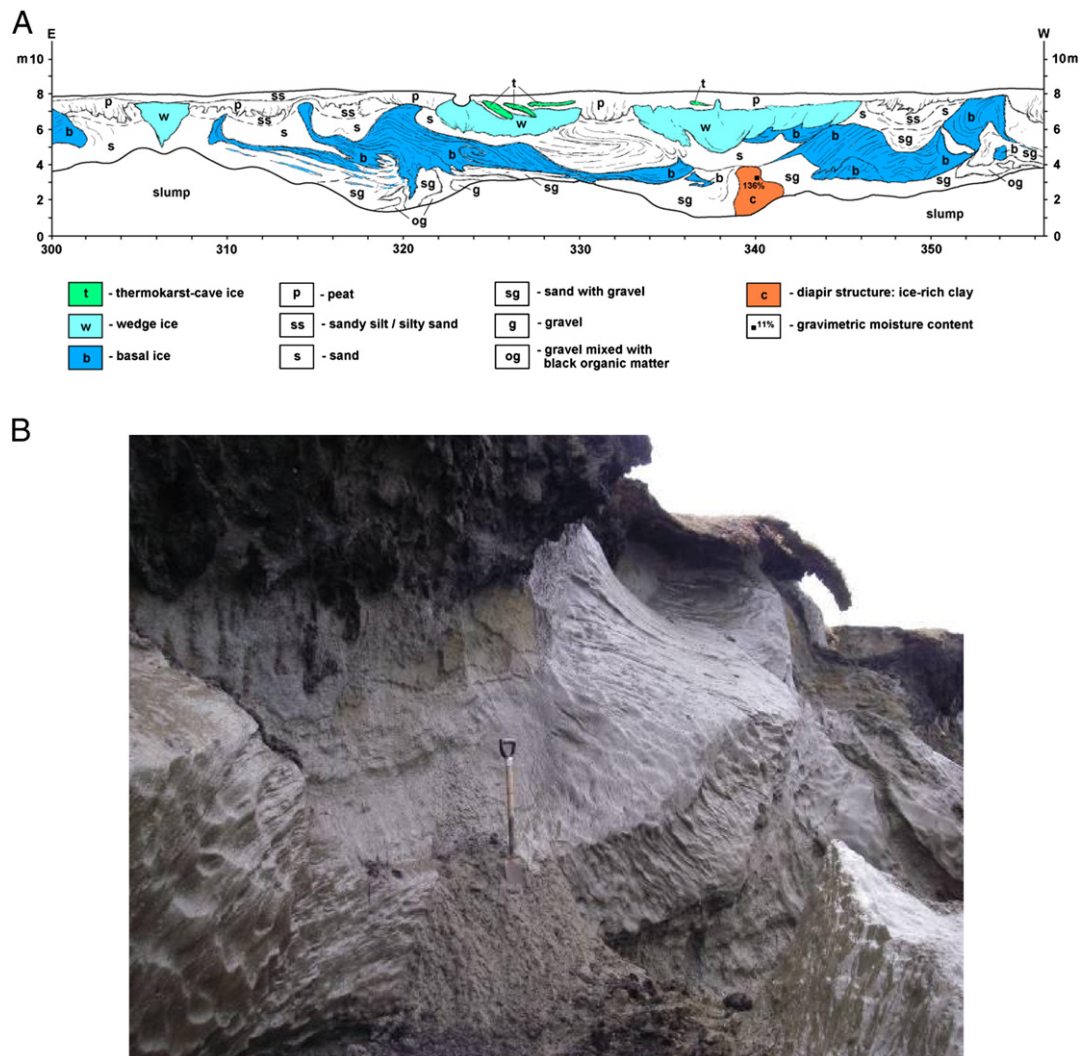 A
E
W
m 10
10 m
8
8
6
6
4
4
2
2
0
0
300
310
320
330
340
350
t
t
ss
p
p
ss
ss
p
p
p
w
w
w
b
s
s
s
s
s
b
b
b
b
b
b
b
b
b
ss
sg
s
sg
sg
sg
sg
sg
sg
g
og
og
136%
c
slump
slump
t - thermokarst-cave ice
w - wedge ice
b - basal ice
p - peat
ss - sandy silt / silty sand
s - sand
sg - sand with gravel
g - gravel
og - gravel mixed with
black organic matter
c - diapir structure: ice-rich clay
11% - gravimetric moisture content
B